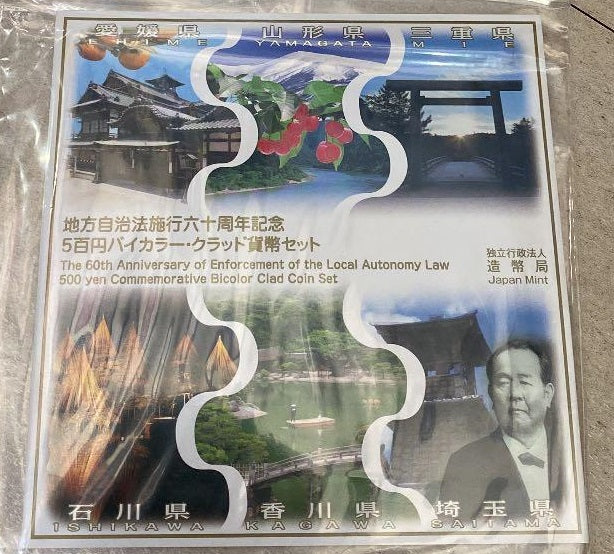 愛媛県 山形県 三重県
EHIME YAMAGATA MIE
地方自治法施行六十周年記念
5百円バイカラー・クラッド貨幣セット
The 60th Anniversary of Enforcement of the Local Autonomy Law
500 yen Commemorative Bicolor Clad Coin Set
独立行政法人
造幣局
Japan Mint
石川県 香川県 埼玉県
ISHIKAWA KAGAWA SAITAMA